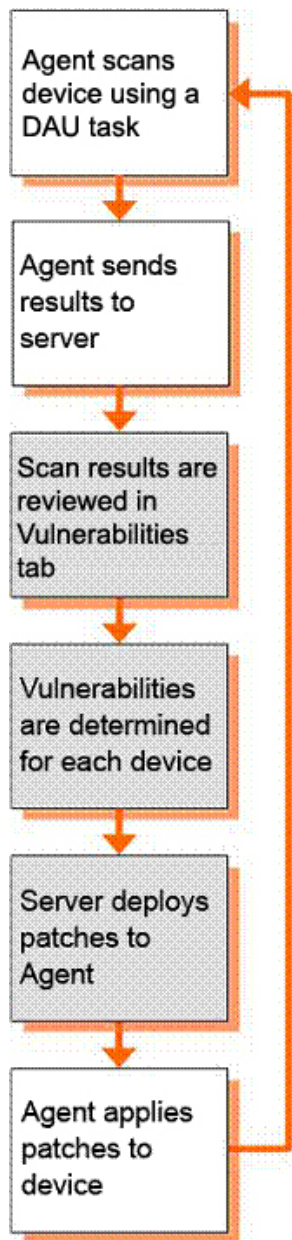 Agent scans
device using a
DAU task
Agent sends
results to
server
Scan results are
reviewed in
Vulnerabilities
tab
Vulnerabilities
are determined
for each device
Server deploys
patches to
Agent
Agent applies
patches to
device